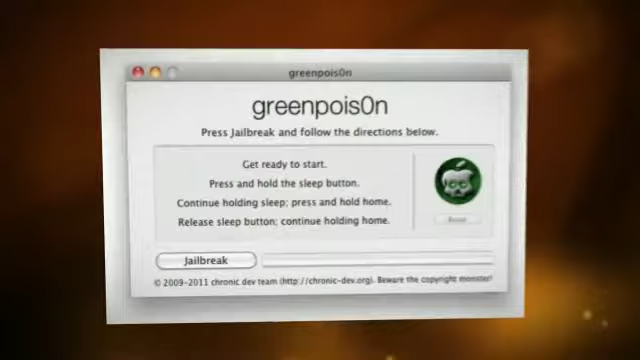 greenpois0n
greenpois0n
Press Jailbreak and follow the directions below.
Get ready to start.
Press and hold the sleep button.
Continue holding sleep; press and hold home.
Release sleep button; continue holding home.
Jailbreak
© 2009-2011 chronic dev team (http://chronic-dev.org). Beware the copyright monster!